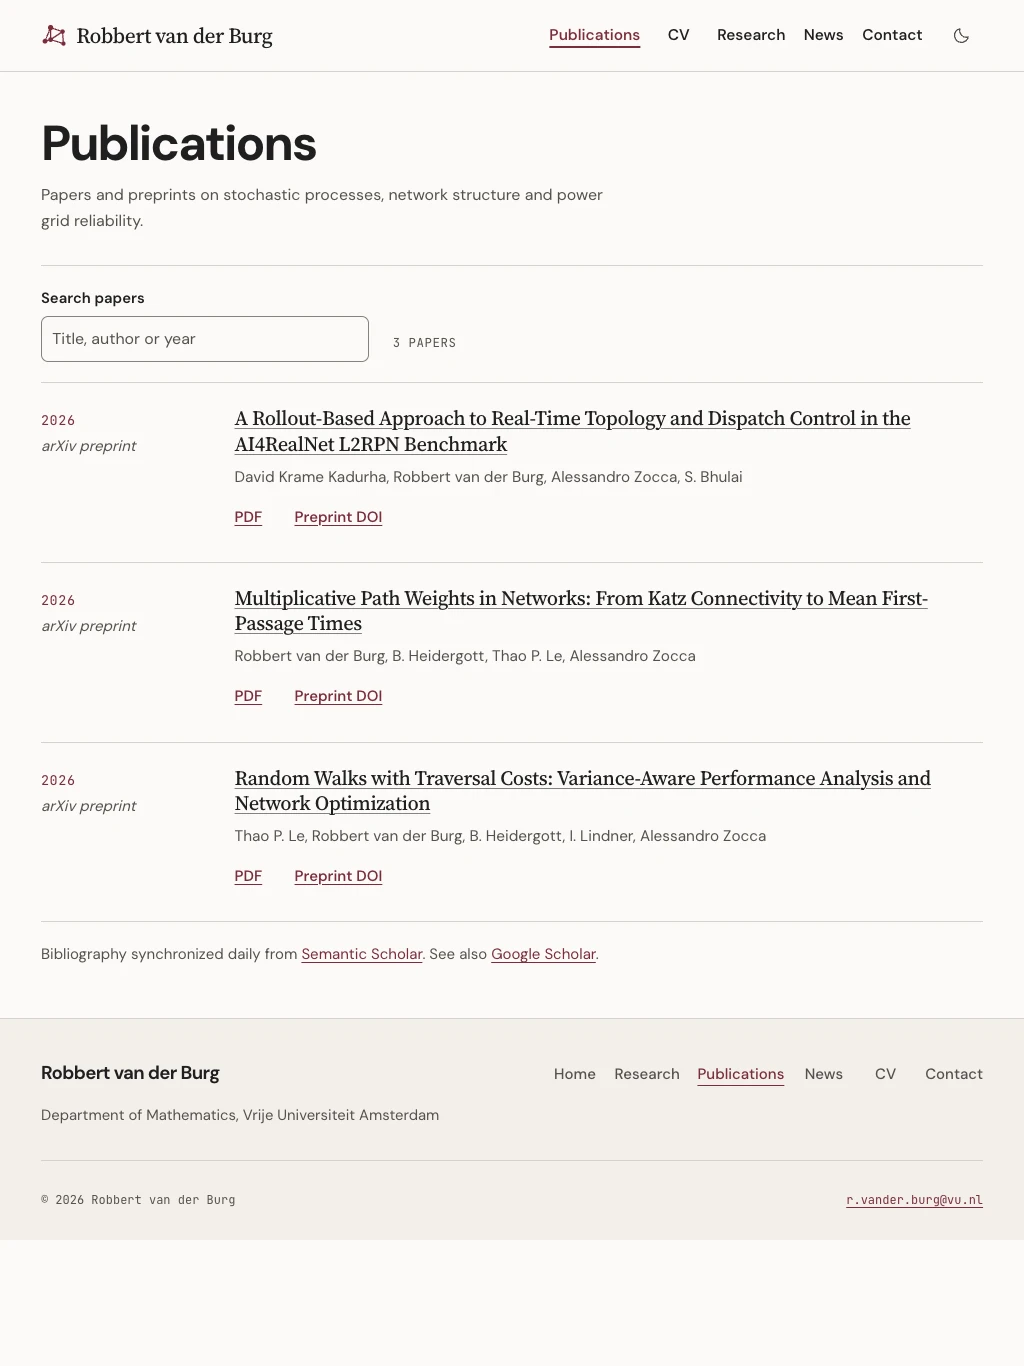 Robbert van der Burg
Publications CV Research News Contact
Publications
Papers and preprints on stochastic processes, network structure and power
grid reliability.
Search papers
Title, author or year
3 PAPERS
2026
arXiv preprint
A Rollout-Based Approach to Real-Time Topology and Dispatch Control in the
AI4RealNet L2RPN Benchmark
David Krame Kadurha, Robbert van der Burg, Alessandro Zocca, S. Bhulai
PDF Preprint DOI
2026
arXiv preprint
Multiplicative Path Weights in Networks: From Katz Connectivity to Mean First-
Passage Times
Robbert van der Burg, B. Heidergott, Thao P. Le, Alessandro Zocca
PDF Preprint DOI
2026
arXiv preprint
Random Walks with Traversal Costs: Variance-Aware Performance Analysis and
Network Optimization
Thao P. Le, Robbert van der Burg, B. Heidergott, I. Lindner, Alessandro Zocca
PDF Preprint DOI
Bibliography synchronized daily from Semantic Scholar. See also Google Scholar.
Robbert van der Burg
Home Research Publications News CV Contact
Department of Mathematics, Vrije Universiteit Amsterdam
© 2026 Robbert van der Burg
r.vander.burg@vu.nl